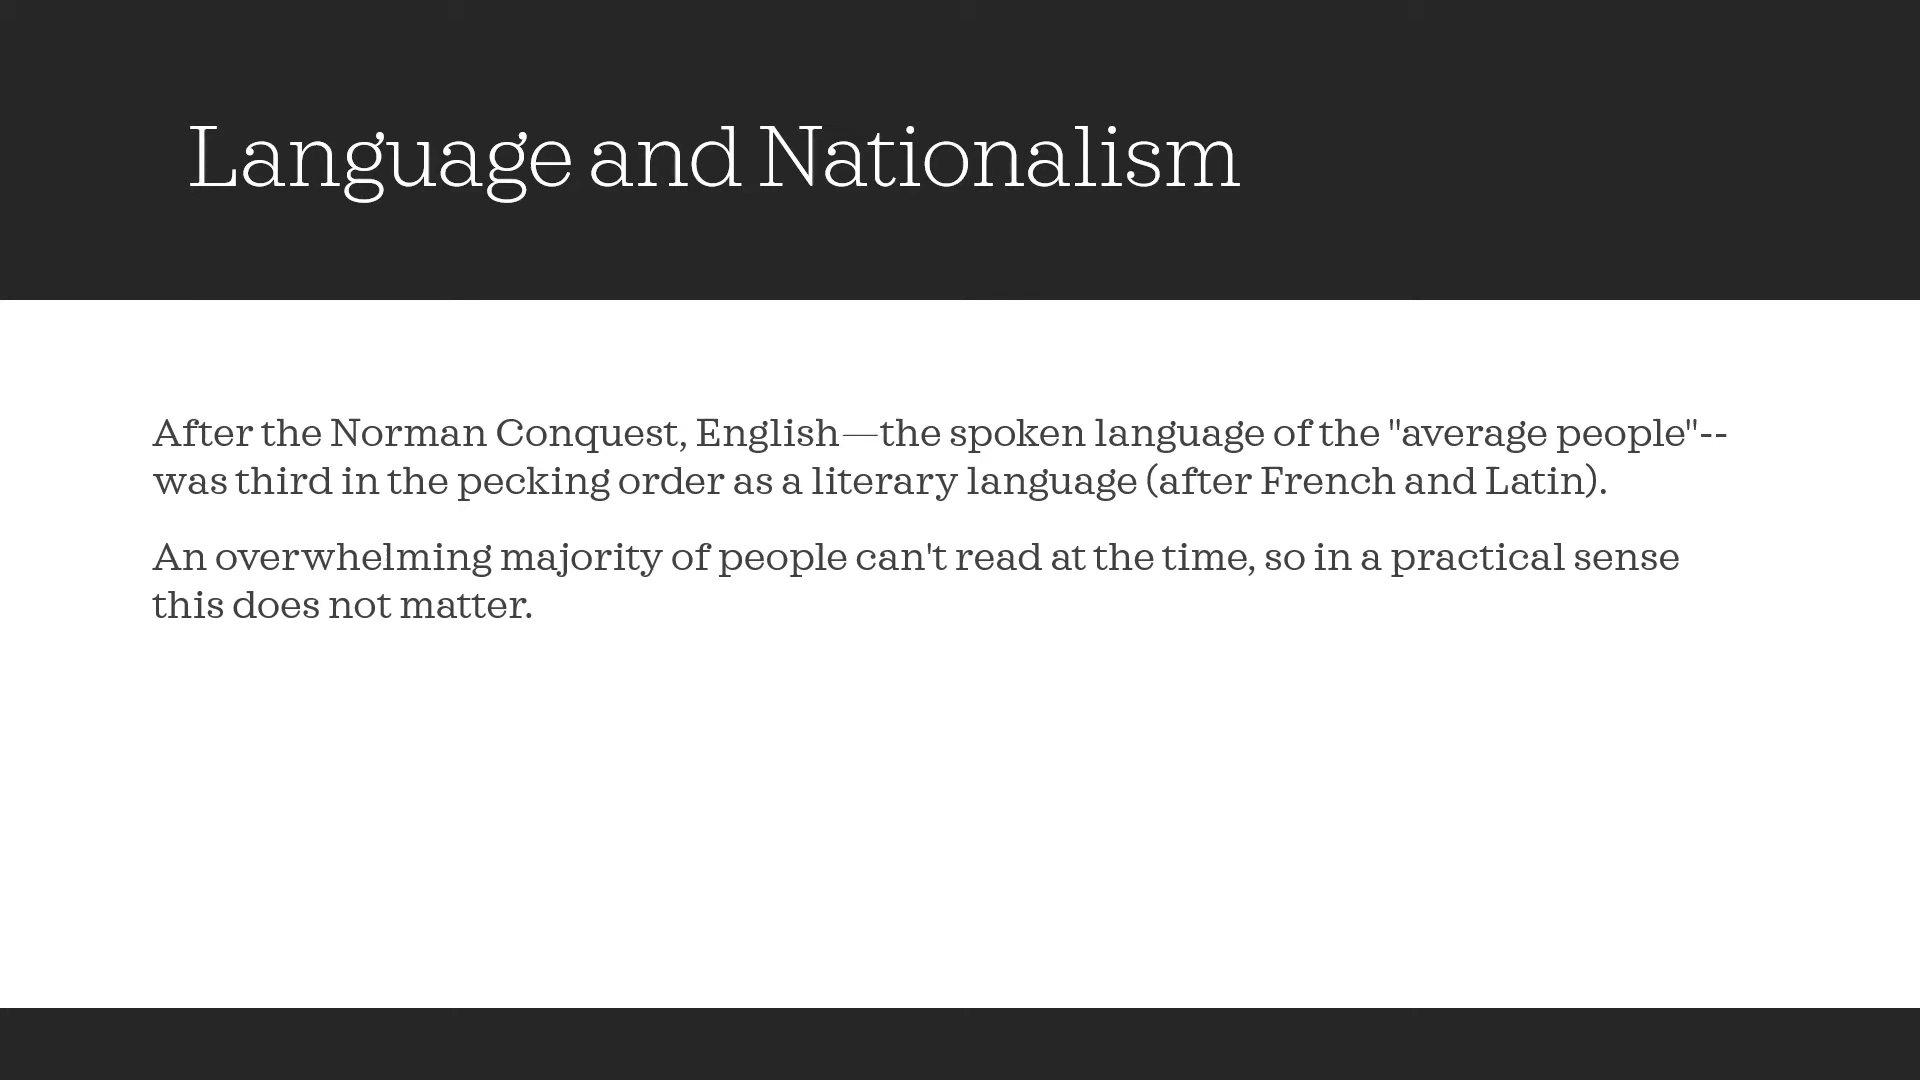 Language and Nationalism
After the Norman Conquest, English—the spoken language of the "average people"--
was third in the pecking order as a literary language (after French and Latin).
An overwhelming majority of people can't read at the time, so in a practical sense
this does not matter.